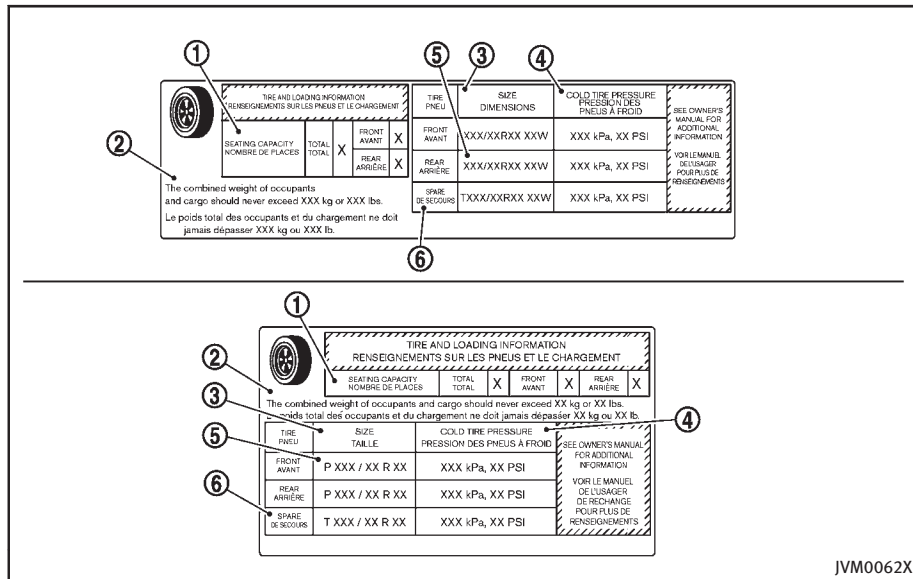 ① ⑤ ③ ④
②
TIRE AND LOADING INFORMATION
RENSEIGNEMENTS SUR LES PNEUS ET LE CHARGEMENT
SEATING CAPACITY
NOMBRE DE PLACES
TOTAL
TOTAL
X
FRONT
AVANT
X
REAR
ARRIÈRE
X
The combined weight of occupants
and cargo should never exceed XXX kg or XXX lbs.
Le poids total des occupants et du chargement ne doit
jamais dépasser XXX kg ou XXX lb.
TIRE
PNEU
SIZE
DIMENSIONS
COLD TIRE PRESSURE
PRESSION DES
PNEUS À FROID
FRONT
AVANT
XXX/XXRXX XXW
XXX kPa, XX PSI
REAR
ARRIÈRE
XXX/XXRXX XXW
XXX kPa, XX PSI
SPARE
DE SECOURS
TXXX/XXRXX XXW
XXX kPa, XX PSI
SEE OWNER'S
MANUAL FOR
ADDITIONAL
INFORMATION
VOIR LE MANUEL
DE L'USAGER
POUR PLUS DE
RENSEIGNEMENTS
⑥
①
②
③
④
⑤
⑥
TIRE AND LOADING INFORMATION
RENSEIGNEMENTS SUR LES PNEUS ET LE CHARGEMENT
SEATING CAPACITY
NOMBRE DE PLACES
TOTAL
TOTAL
X
FRONT
AVANT
X
REAR
ARRIÈRE
X
The combined weight of occupants and cargo should never exceed XX kg or XX lbs.
Le poids total des occupants et du chargement ne doit jamais dépasser XX kg ou XX lb.
TIRE
PNEU
SIZE
TAILLE
COLD TIRE PRESSURE
PRESSION DES PNEUS À FROID
FRONT
AVANT
P XXX / XX R XX
XXX kPa, XX PSI
REAR
ARRIÈRE
P XXX / XX R XX
XXX kPa, XX PSI
SPARE
DE SECOURS
T XXX / XX R XX
XXX kPa, XX PSI
SEE OWNER'S MANUAL
FOR ADDITIONAL
INFORMATION
VOIR LE MANUEL
DE L'USAGER
DE RECHANGE
POUR PLUS DE
RENSEIGNEMENTS
JVM0062X